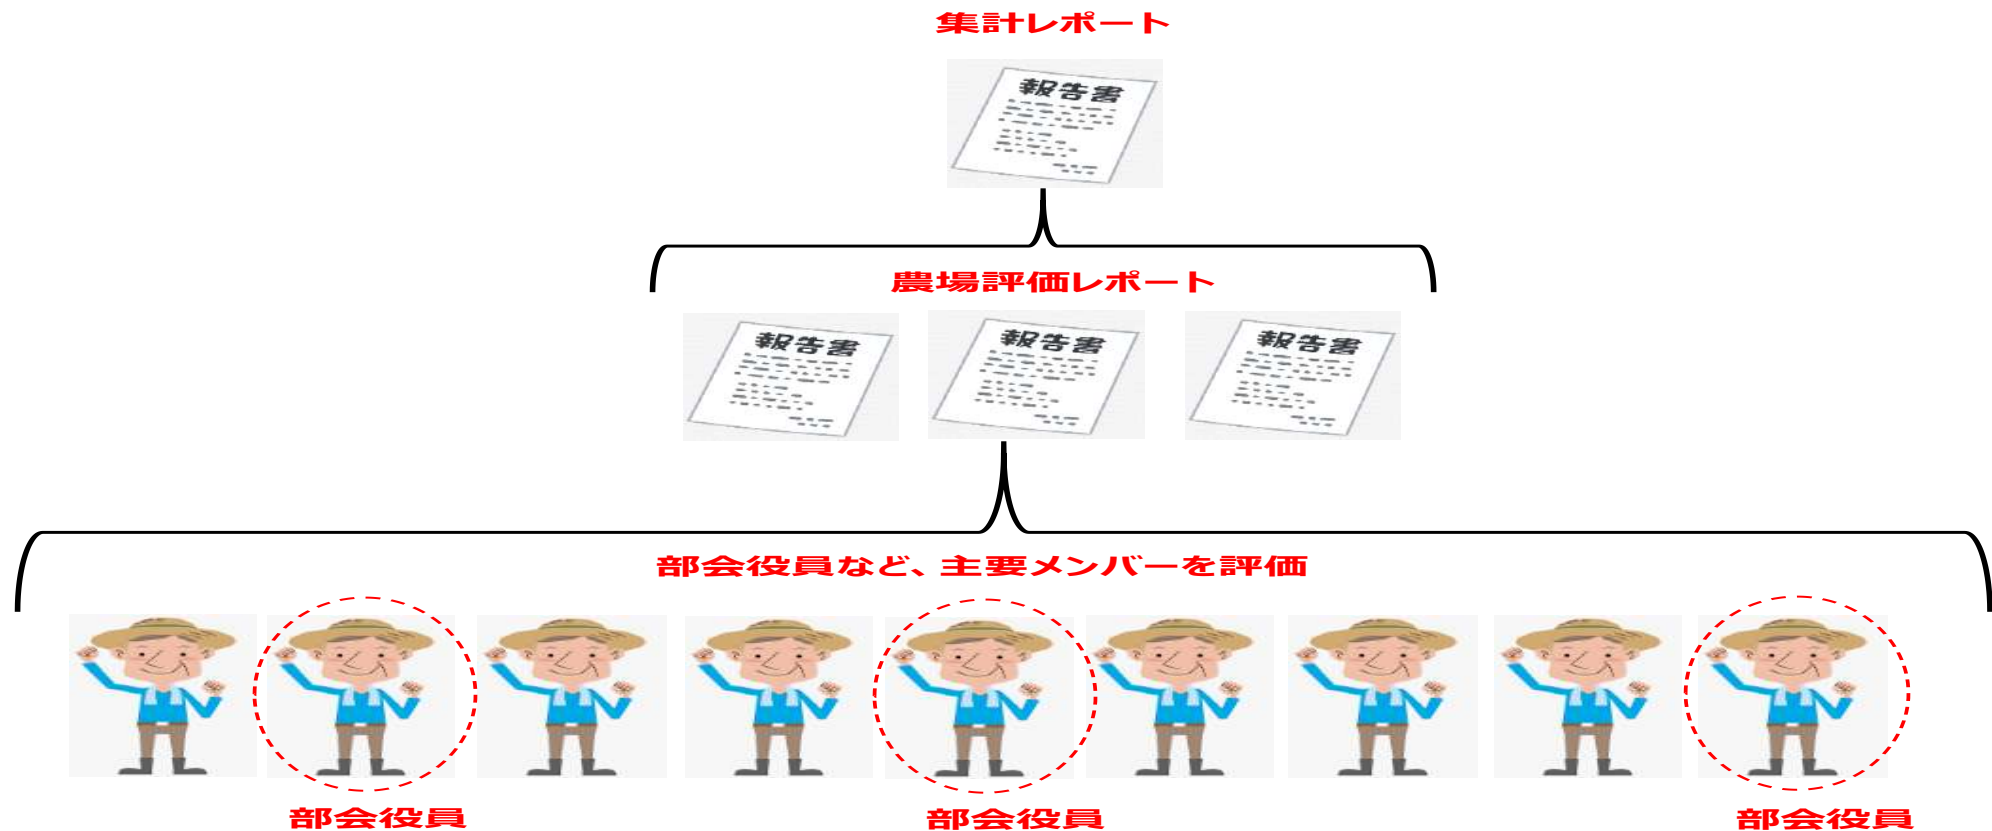 集計レポート
報告書
農場評価レポート
報告書
報告書
報告書
部会役員など、主要メンバーを評価
部会役員
部会役員
部会役員